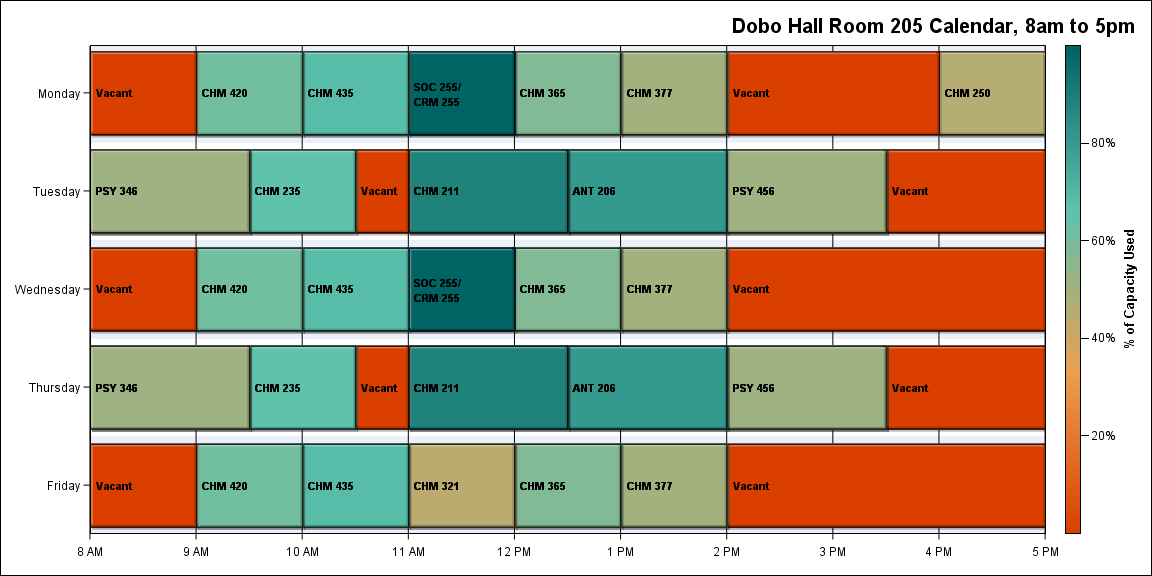 Dobo Hall Room 205 Calendar, 8am to 5pm
Monday
Vacant
CHM 420
CHM 435
SOC 255/
CRM 255
CHM 365
CHM 377
Vacant
CHM 250
Tuesday
PSY 346
CHM 235
Vacant
CHM 211
ANT 206
PSY 456
Vacant
Wednesday
Vacant
CHM 420
CHM 435
SOC 255/
CRM 255
CHM 365
CHM 377
Vacant
Thursday
PSY 346
CHM 235
Vacant
CHM 211
ANT 206
PSY 456
Vacant
Friday
Vacant
CHM 420
CHM 435
CHM 321
CHM 365
CHM 377
Vacant
8 AM
9 AM
10 AM
11 AM
12 PM
1 PM
2 PM
3 PM
4 PM
5 PM
80%
60%
40%
20%
% of Capacity Used